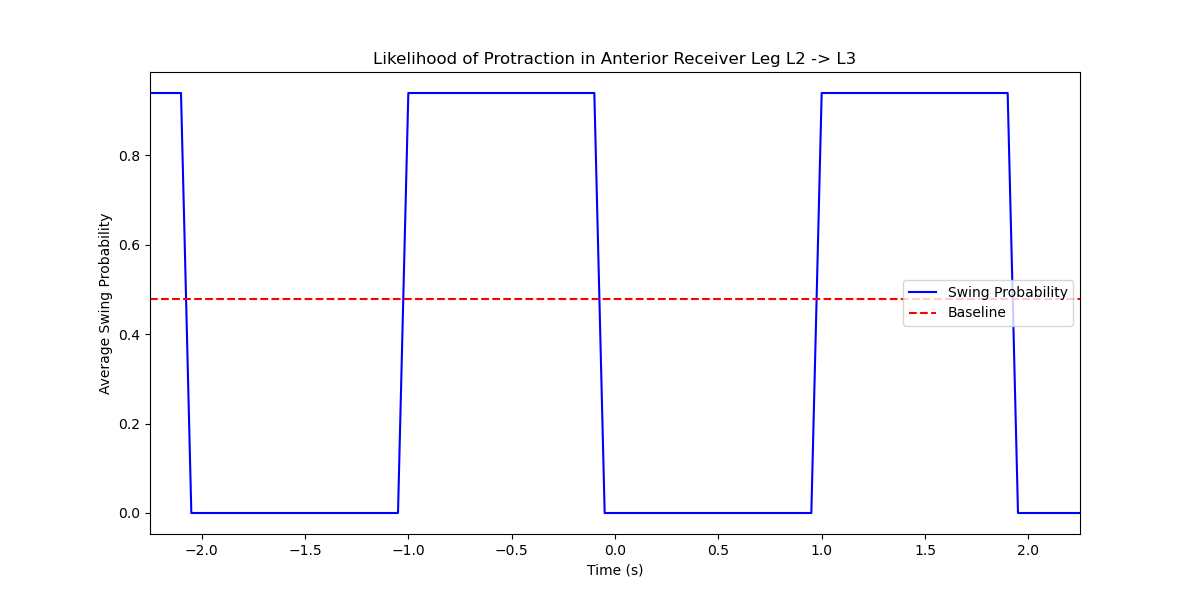 Likelihood of Protraction in Anterior Receiver Leg L2 -> L3
Average Swing Probability
0.8
0.6
0.4
0.2
0.0
Swing Probability
Baseline
−2.0 −1.5 −1.0 −0.5 0.0 0.5 1.0 1.5 2.0
Time (s)